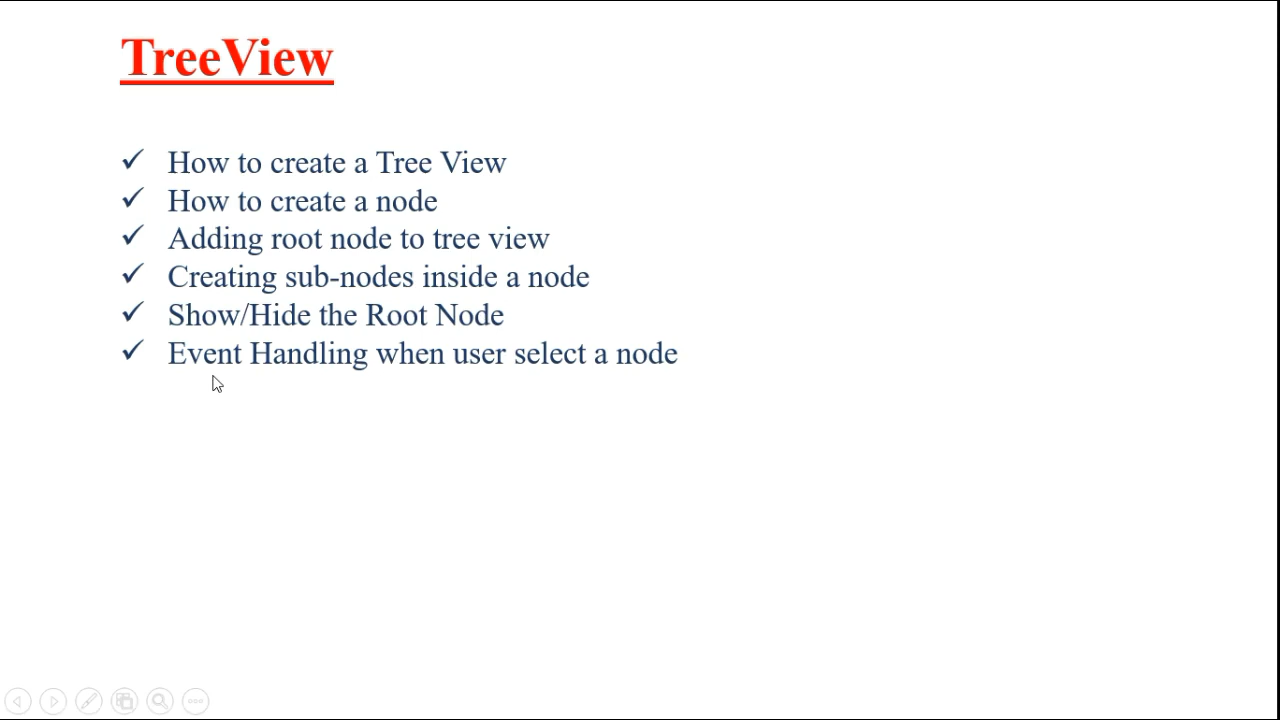 TreeView
✓ How to create a Tree View
✓ How to create a node
✓ Adding root node to tree view
✓ Creating sub-nodes inside a node
✓ Show/Hide the Root Node
✓ Event Handling when user select a node